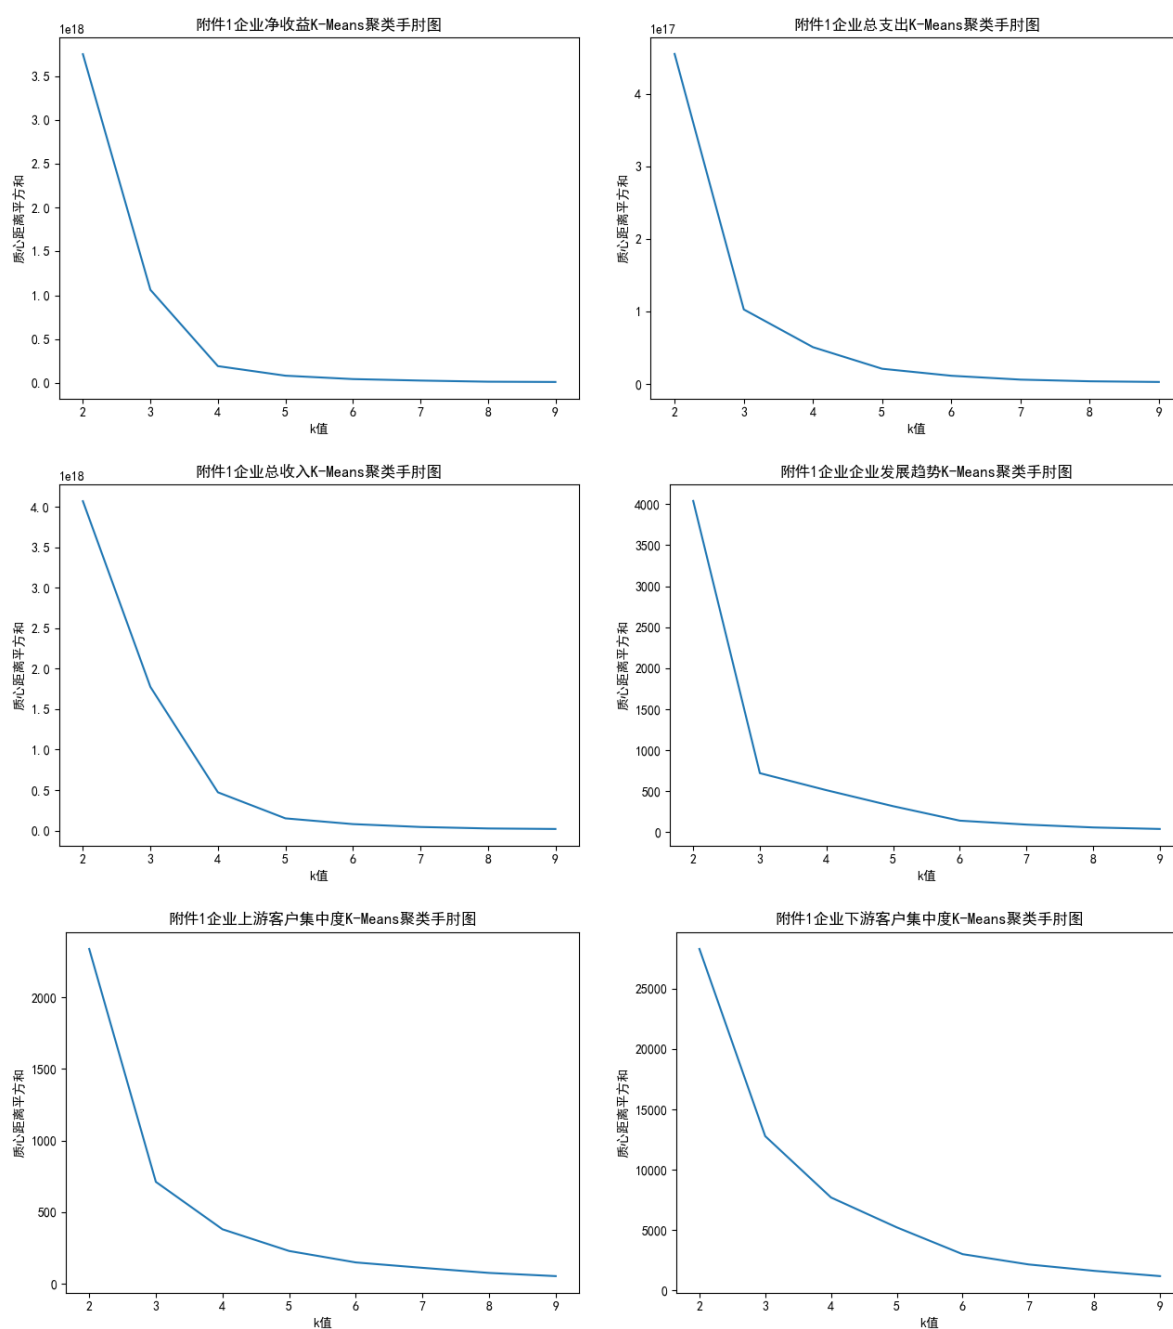 附件1企业净收益K-Means聚类手肘图
1e18
3.5
3.0
2.5
2.0
1.5
1.0
0.5
0.0
质心距离平方和
2 3 4 5 6 7 8 9
k值
附件1企业总支出K-Means聚类手肘图
1e17
4
3
2
1
0
质心距离平方和
2 3 4 5 6 7 8 9
k值
附件1企业总收入K-Means聚类手肘图
1e18
4.0
3.5
3.0
2.5
2.0
1.5
1.0
0.5
0.0
质心距离平方和
2 3 4 5 6 7 8 9
k值
附件1企业企业发展趋势K-Means聚类手肘图
4000
3500
3000
2500
2000
1500
1000
500
0
质心距离平方和
2 3 4 5 6 7 8 9
k值
附件1企业上游客户集中度K-Means聚类手肘图
2000
1500
1000
500
0
质心距离平方和
2 3 4 5 6 7 8 9
k值
附件1企业下游客户集中度K-Means聚类手肘图
25000
20000
15000
10000
5000
0
质心距离平方和
2 3 4 5 6 7 8 9
k值